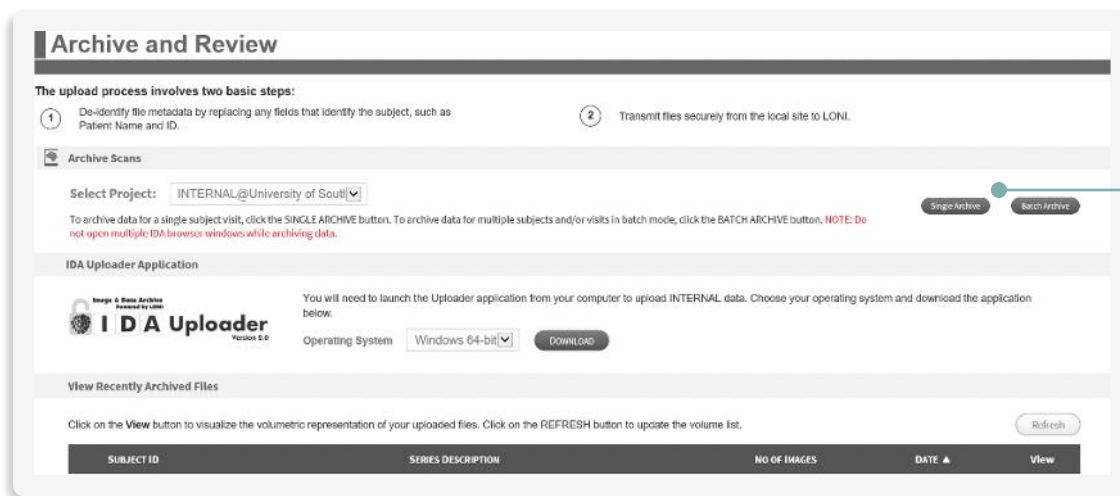 Archive and Review
The upload process involves two basic steps:
1 De-identify file metadata by replacing any fields that identify the subject, such as
Patient Name and ID.
2 Transmit files securely from the local site to LONI.
Archive Scans
Select Project: INTERNAL@University of Soutl
To archive data for a single subject visit, click the SINGLE ARCHIVE button. To archive data for multiple subjects and/or visits in batch mode, click the BATCH ARCHIVE button. NOTE: Do
not open multiple IDA browser windows while archiving data.
Single Archive
Batch Archive
IDA Uploader Application
Image & Data Archive
Powered by LONI
IDA Uploader
Version 2.0
You will need to launch the Uploader application from your computer to upload INTERNAL data. Choose your operating system and download the application
below.
Operating System Windows 64-bit DOWNLOAD
View Recently Archived Files
Click on the View button to visualize the volumetric representation of your uploaded files. Click on the REFRESH button to update the volume list.
Refresh
SUBJECT ID SERIES DESCRIPTION NO OF IMAGES DATE ▲ View